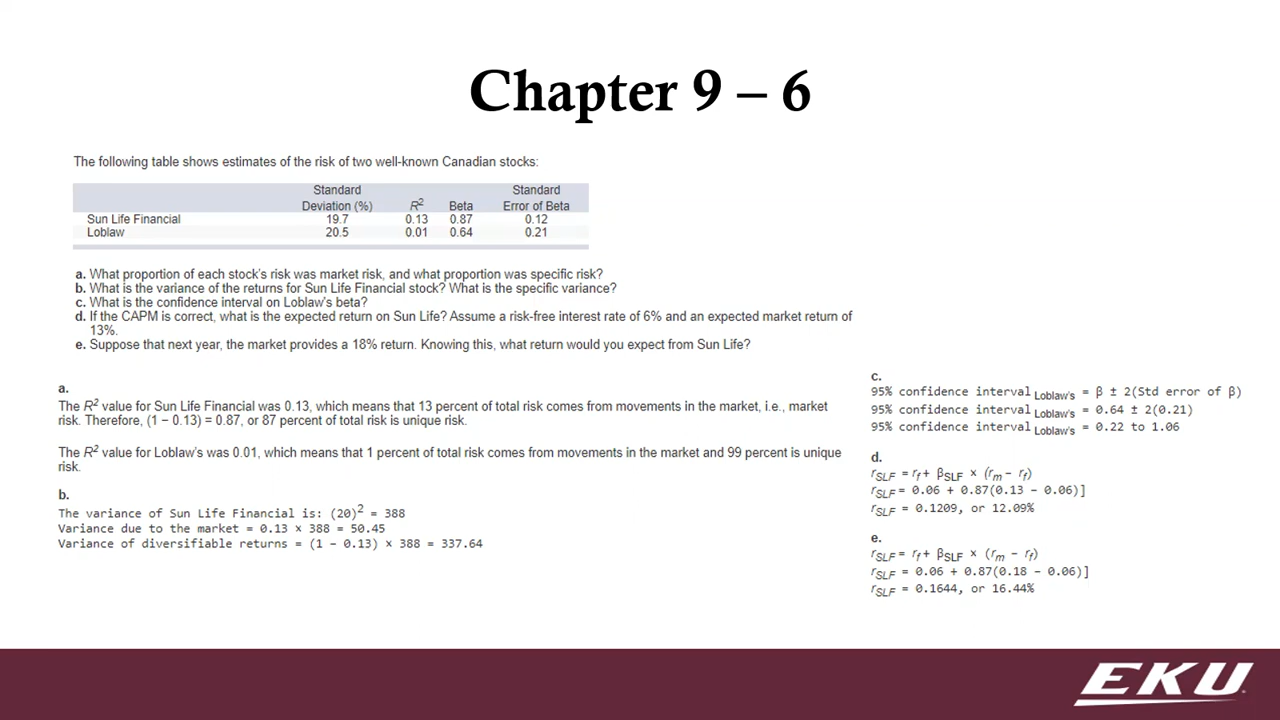 Chapter 9 – 6
The following table shows estimates of the risk of two well-known Canadian stocks:
Standard Deviation (%) R² Beta Standard Error of Beta
Sun Life Financial 19.7 0.13 0.87 0.12
Loblaw 20.5 0.01 0.64 0.21
a. What proportion of each stock's risk was market risk, and what proportion was specific risk?
b. What is the variance of the returns for Sun Life Financial stock? What is the specific variance?
c. What is the confidence interval on Loblaw's beta?
d. If the CAPM is correct, what is the expected return on Sun Life? Assume a risk-free interest rate of 6% and an expected market return of
13%.
e. Suppose that next year, the market provides a 18% return. Knowing this, what return would you expect from Sun Life?
a.
The R² value for Sun Life Financial was 0.13, which means that 13 percent of total risk comes from movements in the market, i.e., market
risk. Therefore, (1 − 0.13) = 0.87, or 87 percent of total risk is unique risk.
The R² value for Loblaw's was 0.01, which means that 1 percent of total risk comes from movements in the market and 99 percent is unique
risk.
b.
The variance of Sun Life Financial is: (20)² = 388
Variance due to the market = 0.13 × 388 = 50.45
Variance of diversifiable returns = (1 − 0.13) × 388 = 337.64
c.
95% confidence interval Loblaw's = β ± 2(Std error of β)
95% confidence interval Loblaw's = 0.64 ± 2(0.21)
95% confidence interval Loblaw's = 0.22 to 1.06
d.
rSLF = rf + βSLF × (rm − rf)
rSLF = 0.06 + 0.87(0.13 − 0.06)]
rSLF = 0.1209, or 12.09%
e.
rSLF = rf + βSLF × (rm − rf)
rSLF = 0.06 + 0.87(0.18 − 0.06)]
rSLF = 0.1644, or 16.44%
EKU